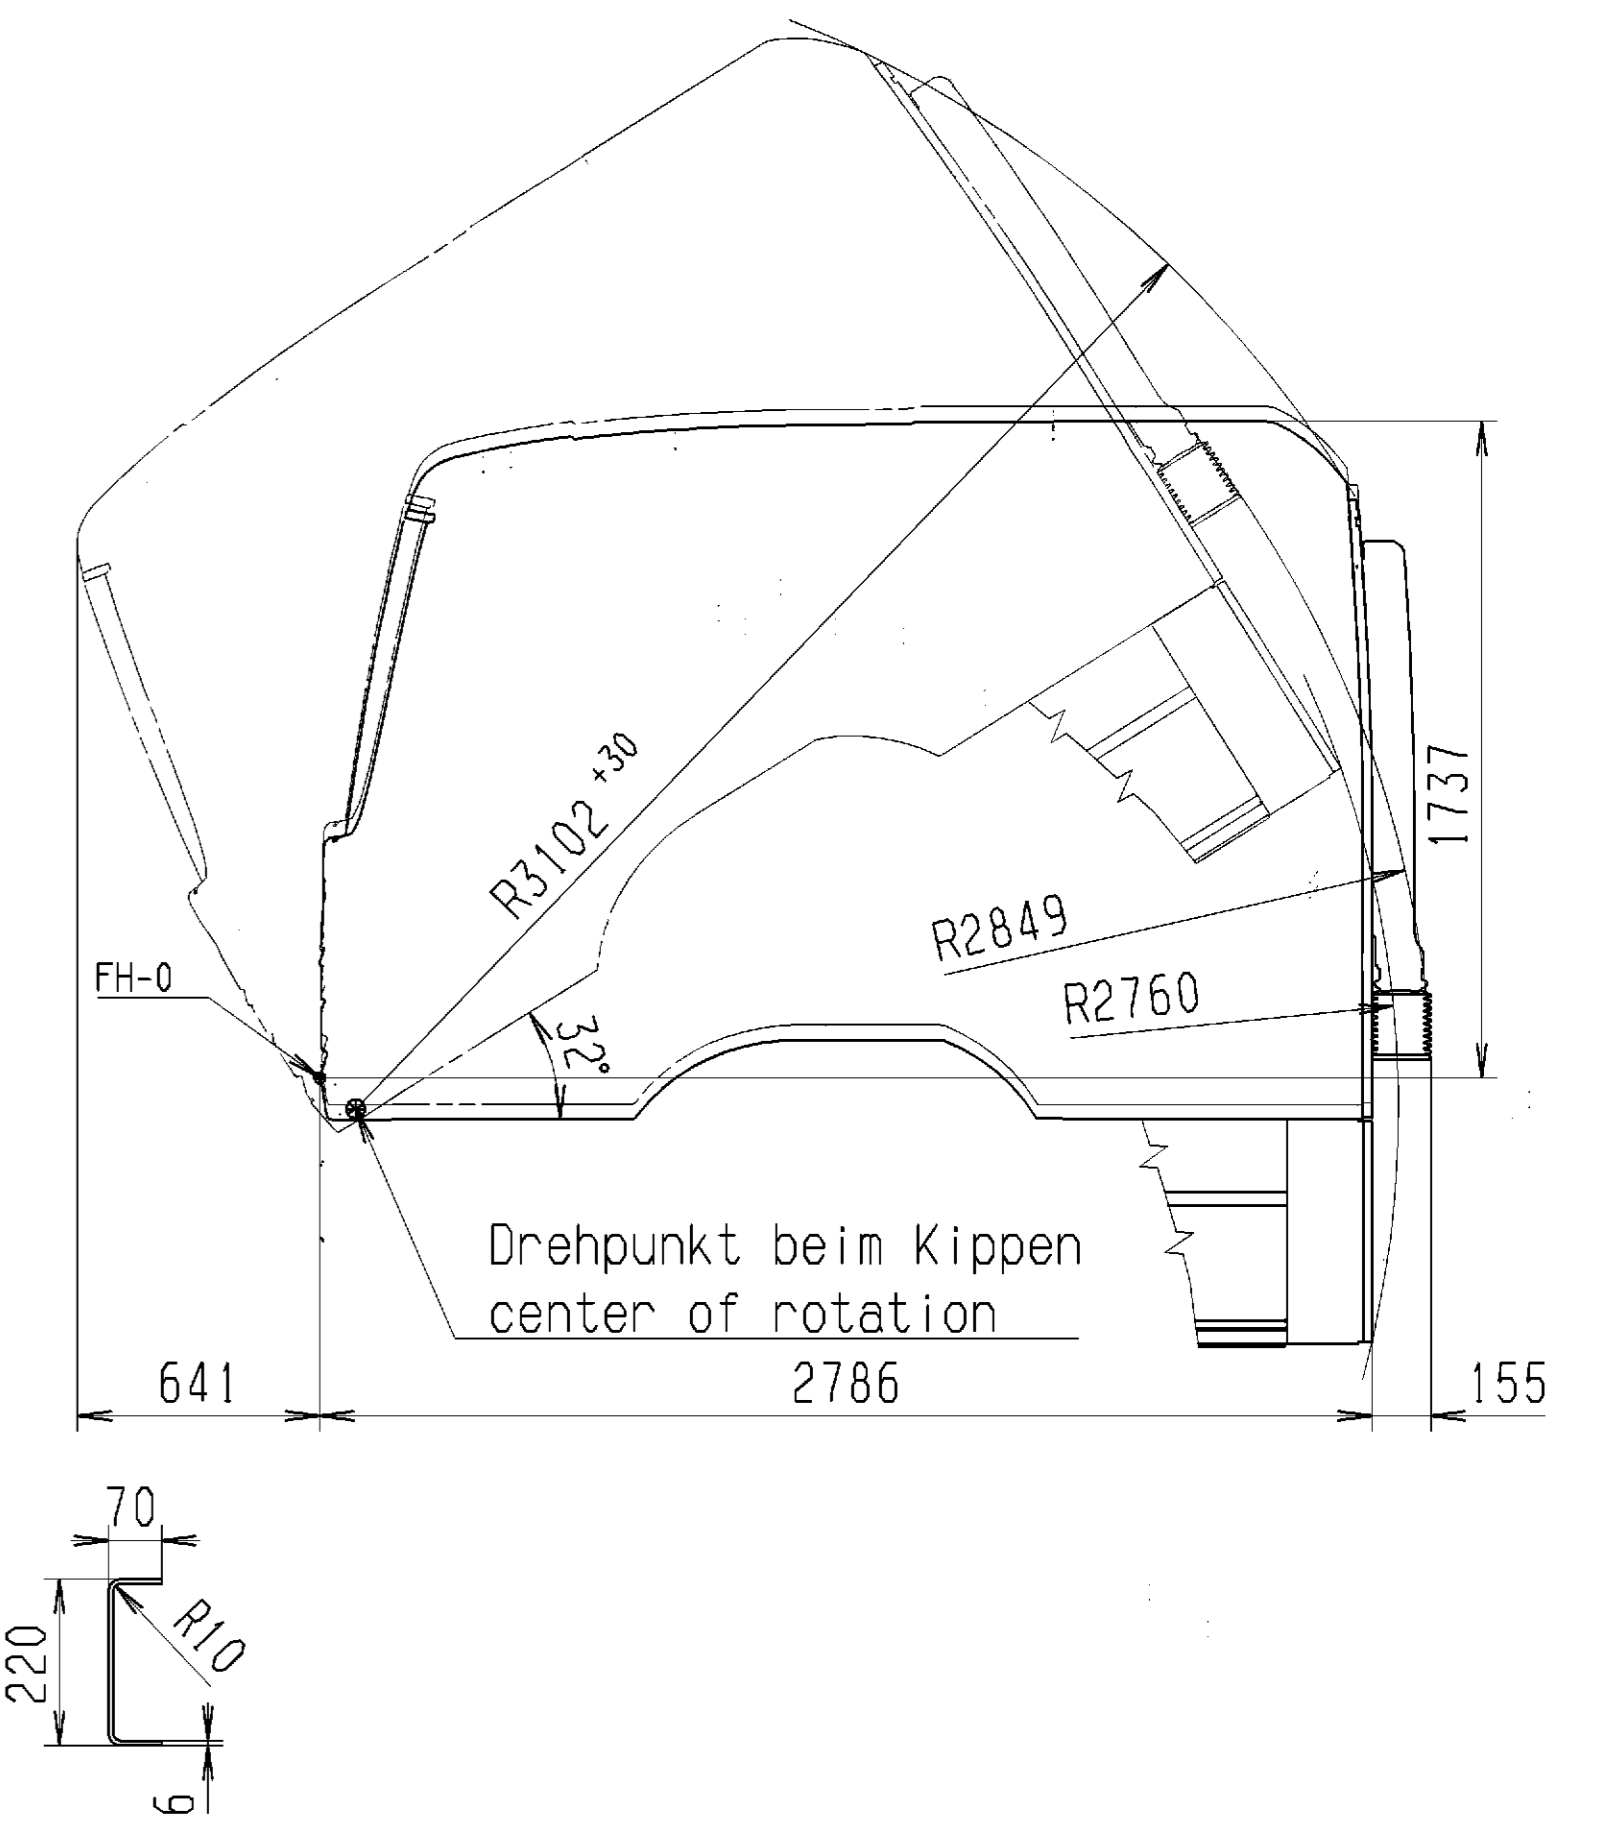 R3102 +30
1737
R2849
FH-0
R2760
32°
Drehpunkt beim Kippen
center of rotation
641
2786
155
70
R10
220
6